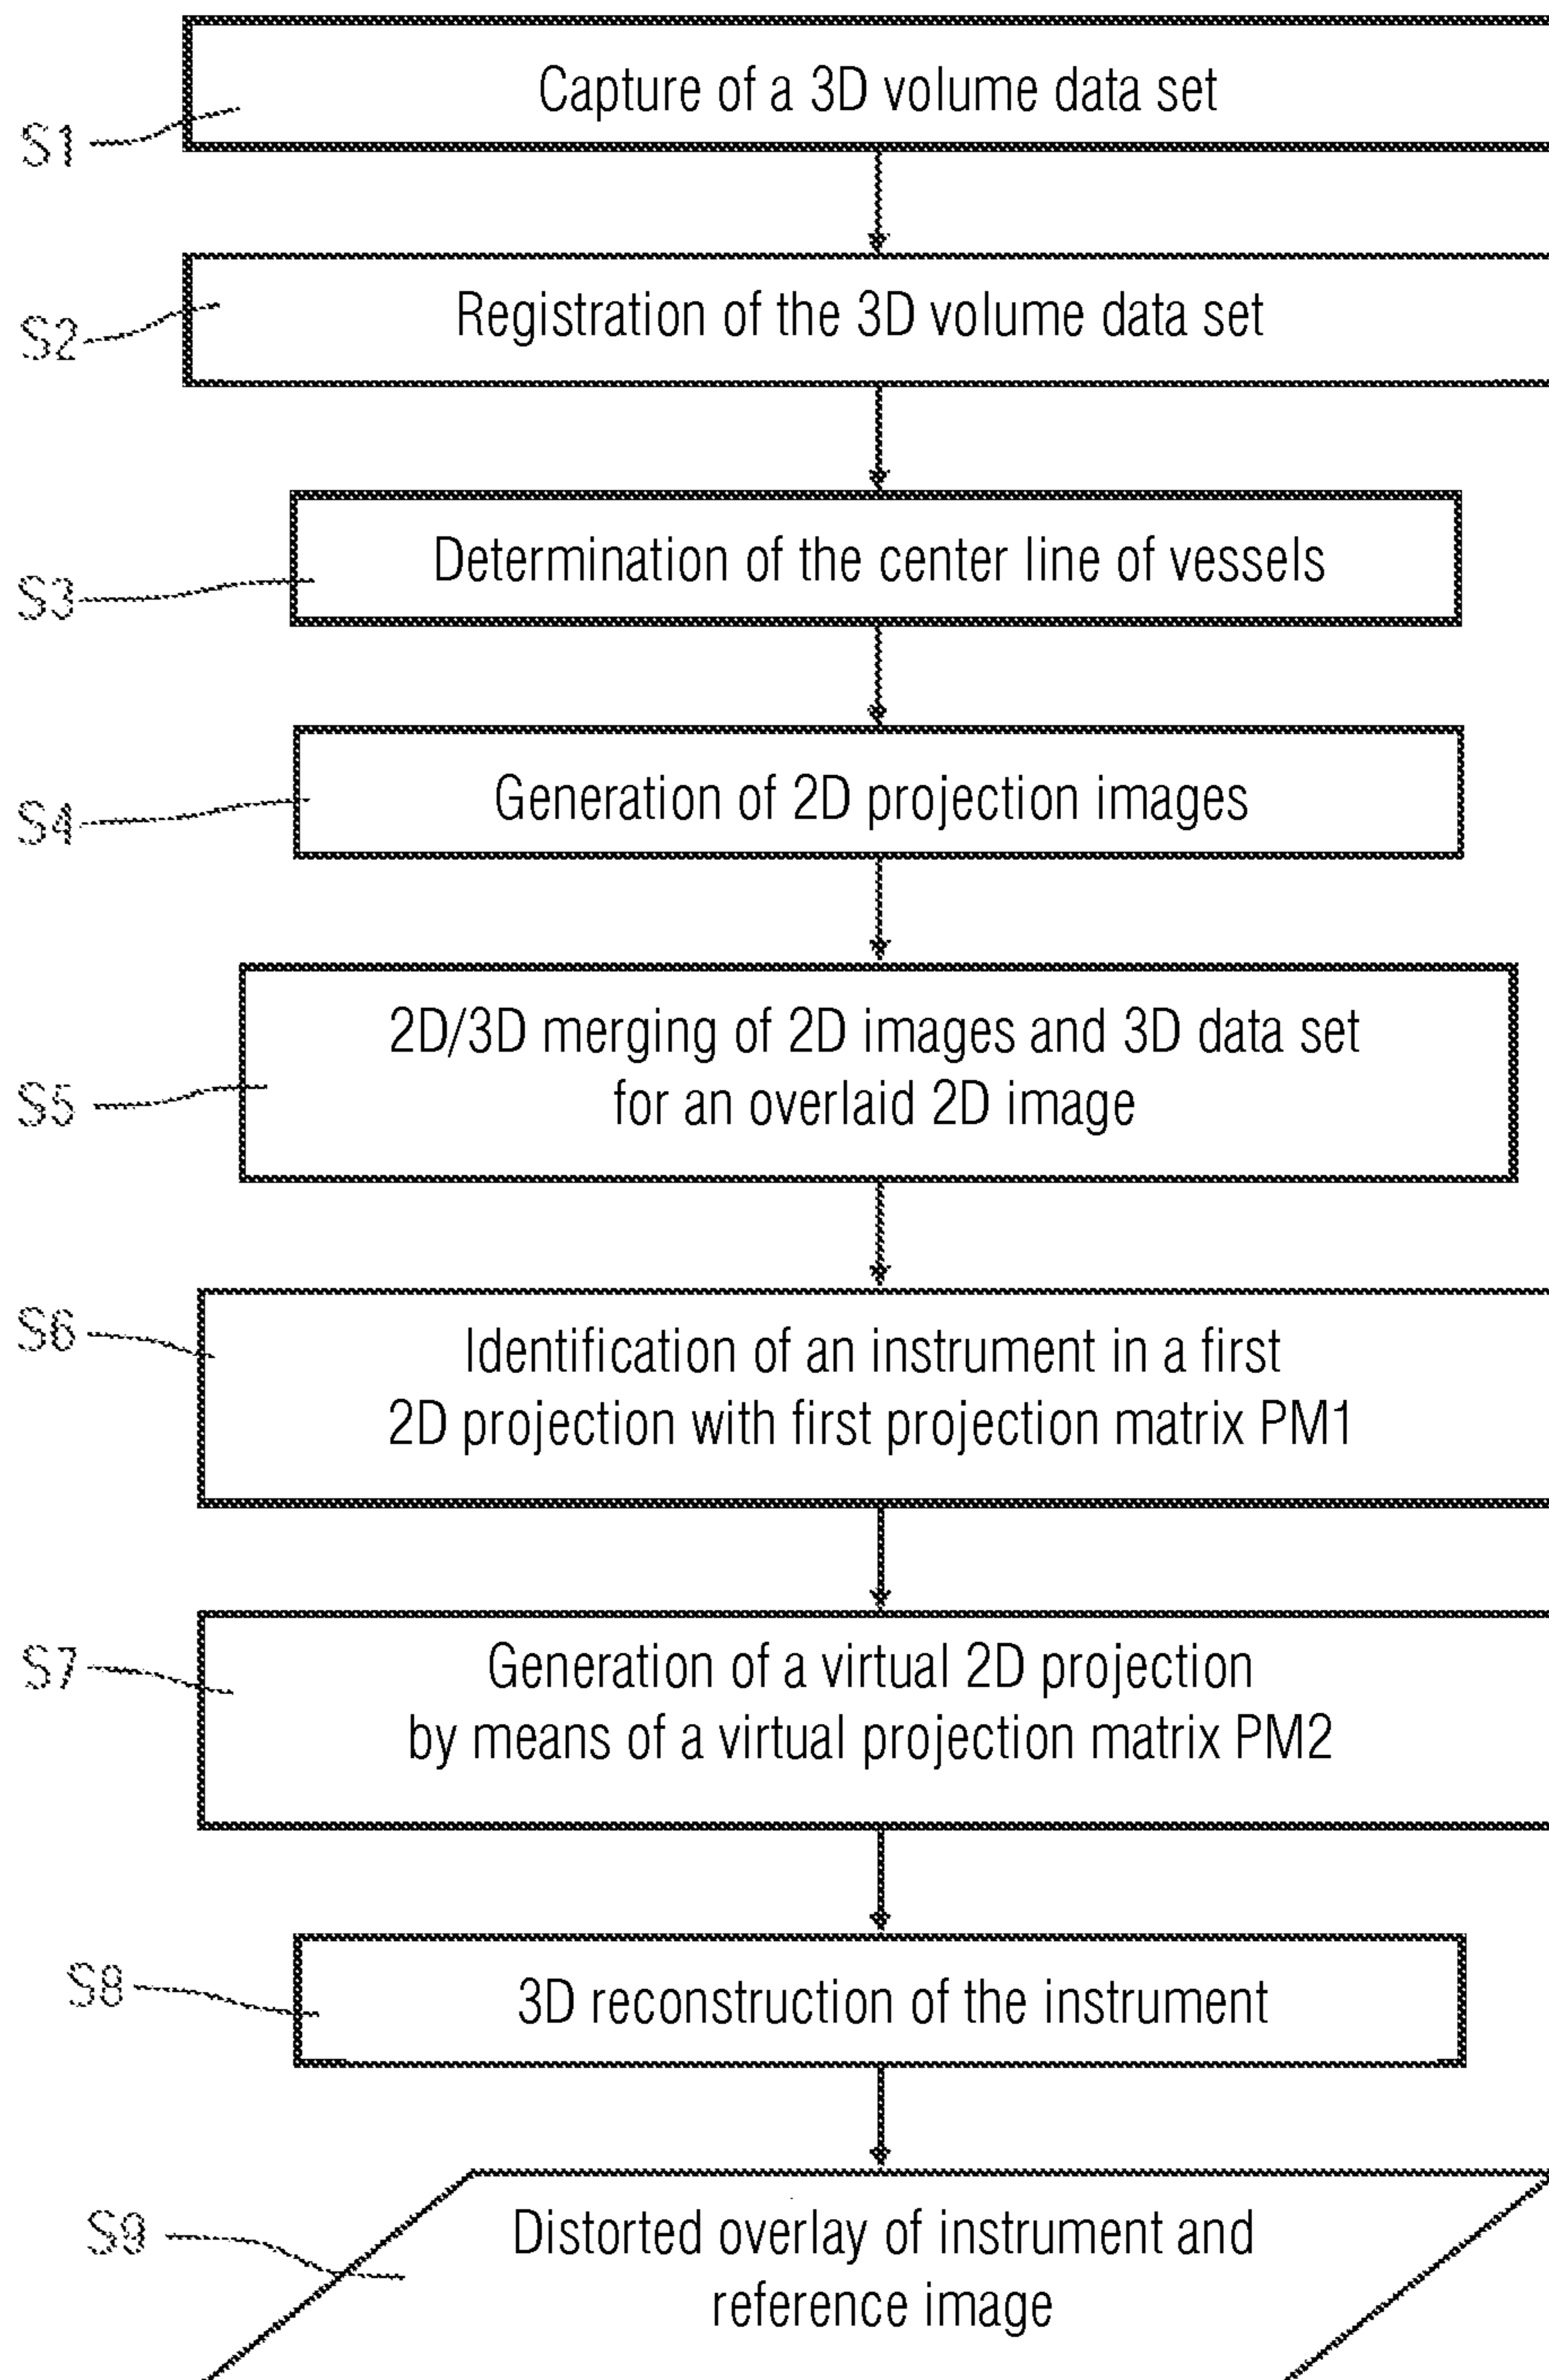 Capture of a 3D volume data set
S1
Registration of the 3D volume data set
S2
Determination of the center line of vessels
S3
Generation of 2D projection images
S4
2D/3D merging of 2D images and 3D data set
for an overlaid 2D image
S5
S6
Identification of an instrument in a first
2D projection with first projection matrix PM1
S7
Generation of a virtual 2D projection
by means of a virtual projection matrix PM2
S8
3D reconstruction of the instrument
S9
Distorted overlay of instrument and
reference image